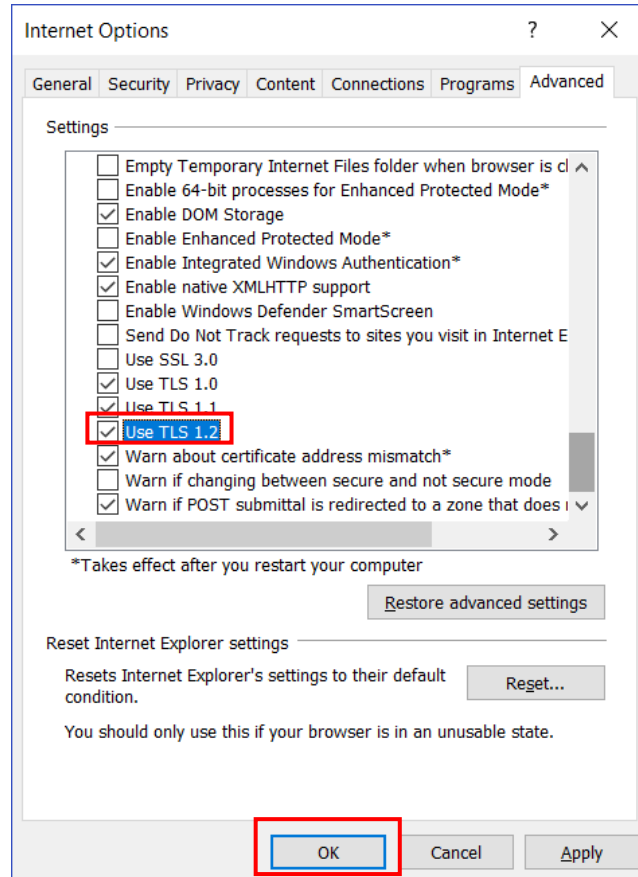 Internet Options ?
General Security Privacy Content Connections Programs Advanced
Settings
Empty Temporary Internet Files folder when browser is cl
Enable 64-bit processes for Enhanced Protected Mode*
Enable DOM Storage
Enable Enhanced Protected Mode*
Enable Integrated Windows Authentication*
Enable native XMLHTTP support
Enable Windows Defender SmartScreen
Send Do Not Track requests to sites you visit in Internet E
Use SSL 3.0
Use TLS 1.0
Use TLS 1.1
Use TLS 1.2
Warn about certificate address mismatch*
Warn if changing between secure and not secure mode
Warn if POST submittal is redirected to a zone that does
*Takes effect after you restart your computer
Restore advanced settings
Reset Internet Explorer settings
Resets Internet Explorer's settings to their default
condition.
Reset...
You should only use this if your browser is in an unusable state.
OK Cancel Apply